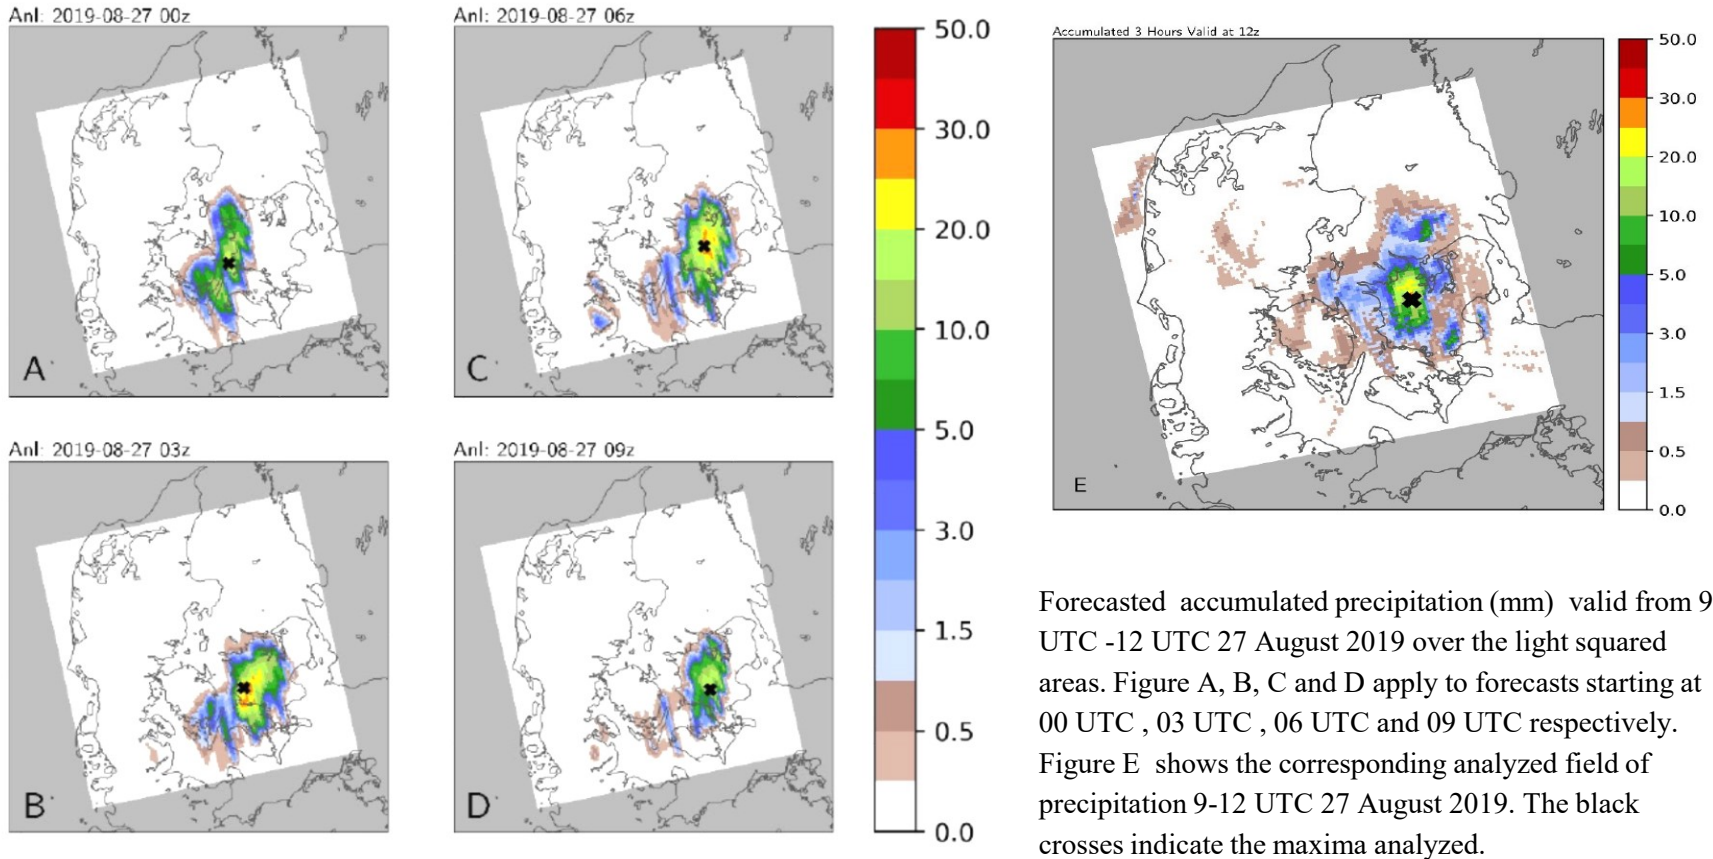 Anl: 2019-08-27 00z
A
Anl: 2019-08-27 03z
B
Anl: 2019-08-27 06z
C
Anl: 2019-08-27 09z
D
50.0
30.0
20.0
10.0
5.0
3.0
1.5
0.5
0.0
Accumulated 3 Hours Valid at 12z
E
50.0
30.0
20.0
10.0
5.0
3.0
1.5
0.5
0.0
Forecasted accumulated precipitation (mm) valid from 9
UTC -12 UTC 27 August 2019 over the light squared
areas. Figure A, B, C and D apply to forecasts starting at
00 UTC , 03 UTC , 06 UTC and 09 UTC respectively.
Figure E shows the corresponding analyzed field of
precipitation 9-12 UTC 27 August 2019. The black
crosses indicate the maxima analyzed.